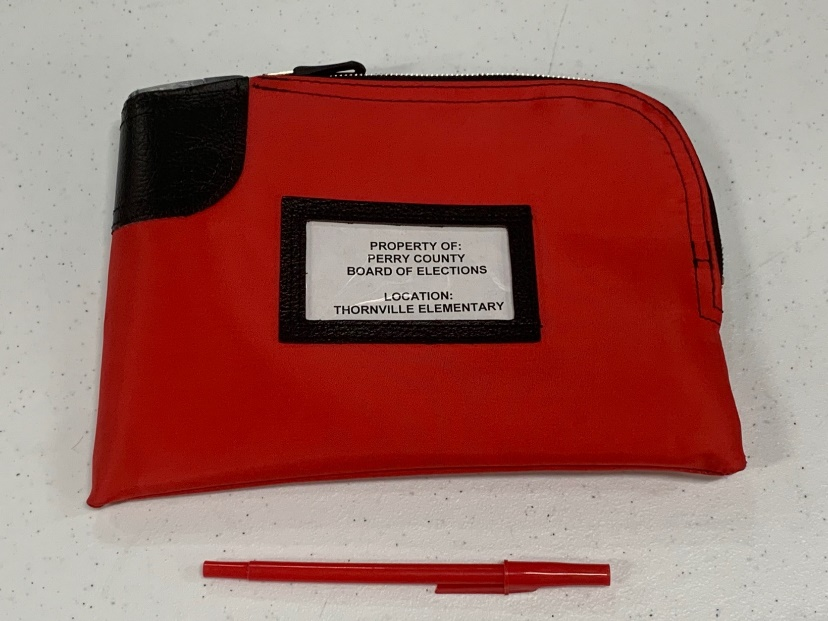 PROPERTY OF:
PERRY COUNTY
BOARD OF ELECTIONS
LOCATION:
THORNVILLE ELEMENTARY